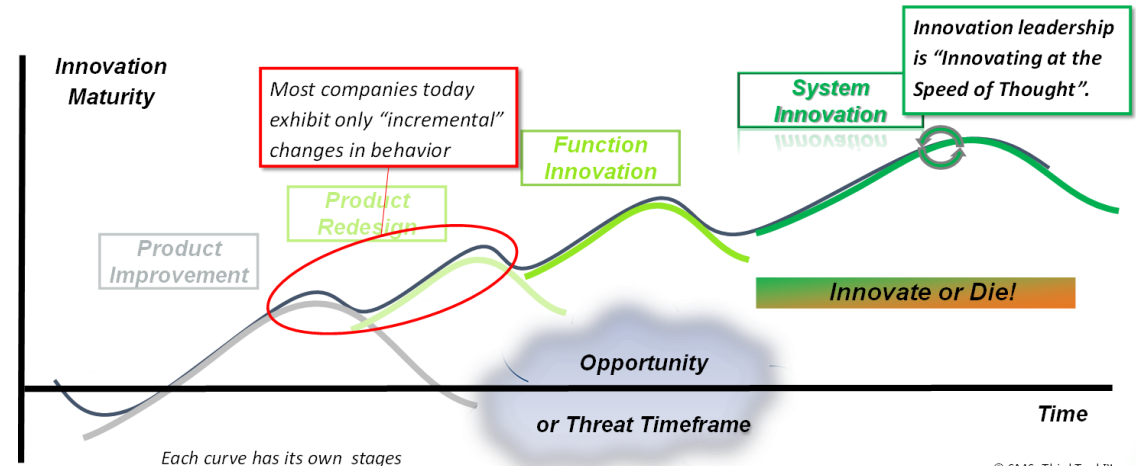 Innovation
Maturity
Most companies today
exhibit only “incremental”
changes in behavior
Innovation leadership
is “Innovating at the
Speed of Thought”.
System
Innovation
Function
Innovation
Product
Redesign
Product
Improvement
Innovate or Die!
Opportunity
or Threat Timeframe
Time
Each curve has its own stages